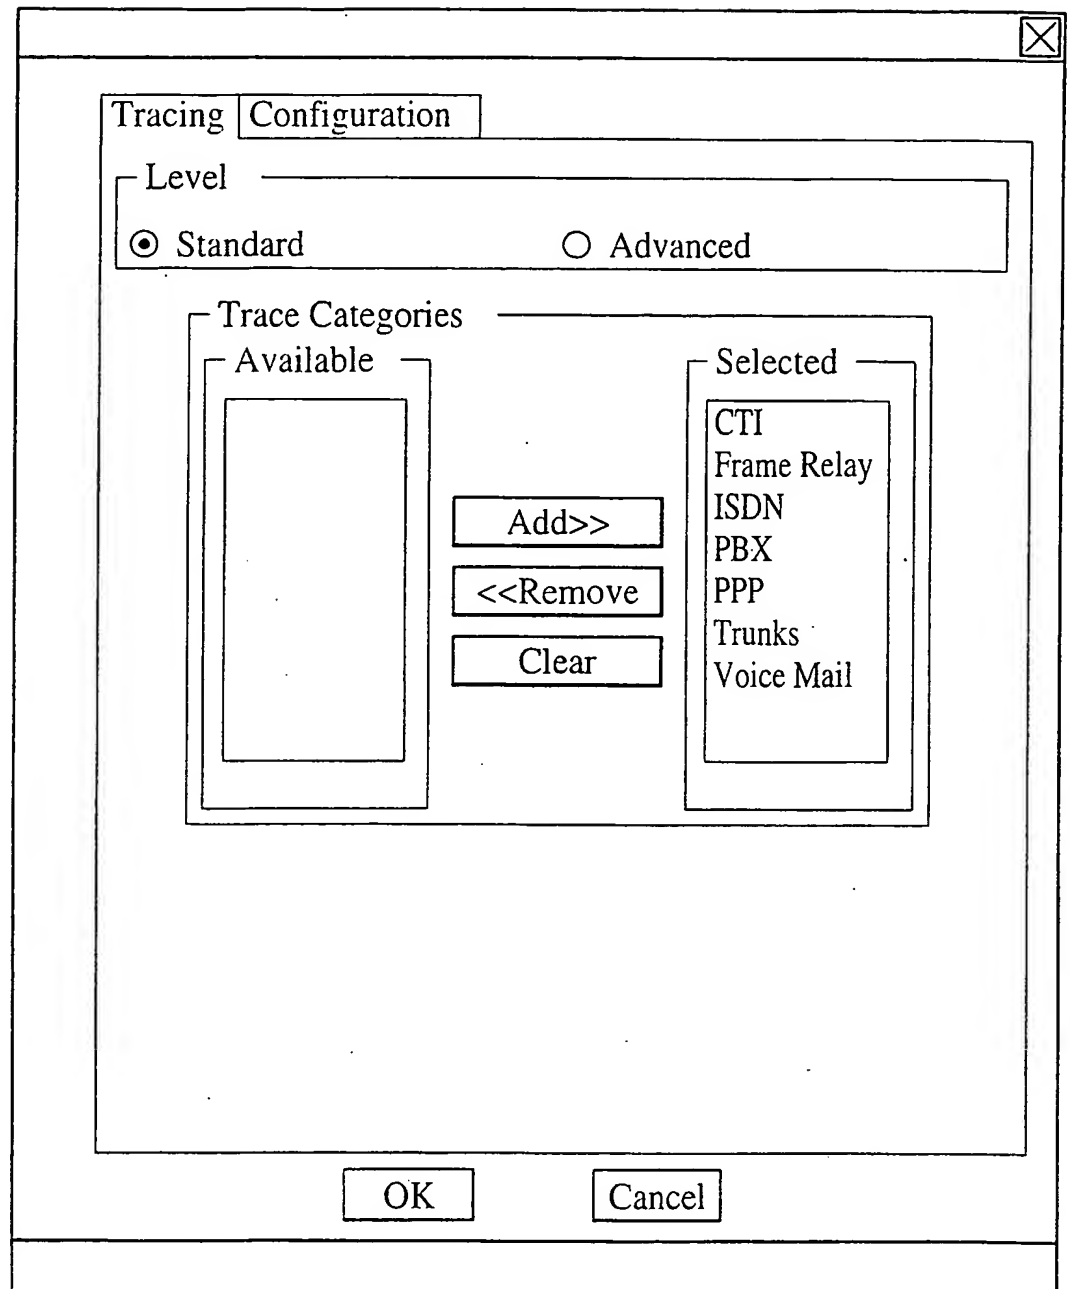 Tracing Configuration
Level
Standard Advanced
Trace Categories
Available Selected
CTI
Frame Relay
ISDN
PBX
PPP
Trunks
Voice Mail
Add>>
<<Remove
Clear
OK Cancel